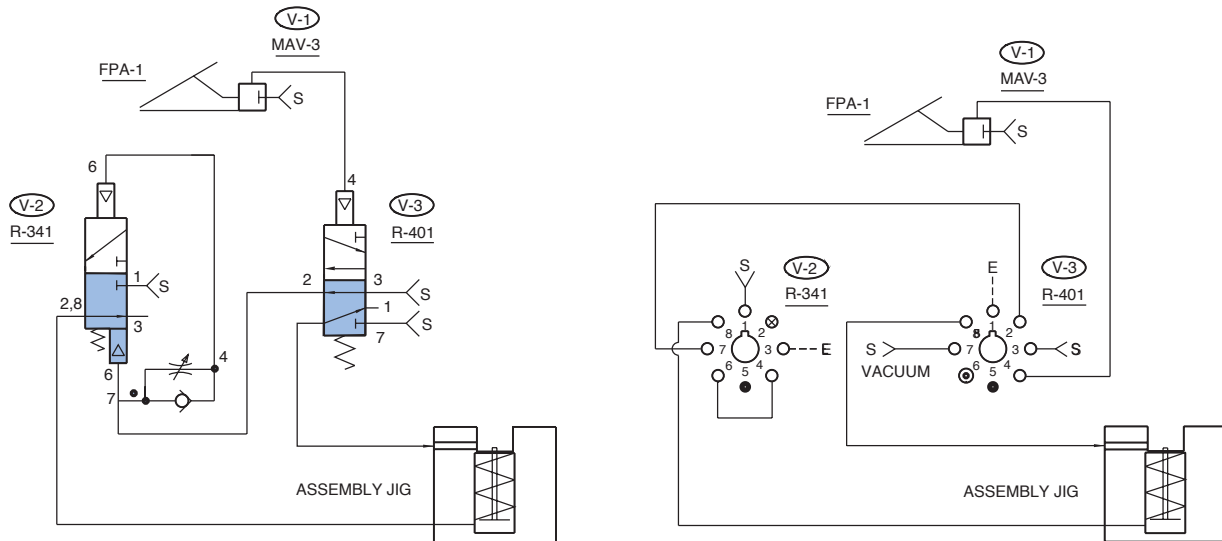 V-1
MAV-3
FPA-1
S
6
4
V-2
R-341
V-3
R-401
1
S
2,8
3
2
3
S
1
S
7
6
4
7
ASSEMBLY JIG
V-1
MAV-3
FPA-1
S
S
V-2
R-341
E
V-3
R-401
1
8
2
7
3
E
6
5
4
1
8
2
S
7
3
S
VACUUM
6
5
4
ASSEMBLY JIG